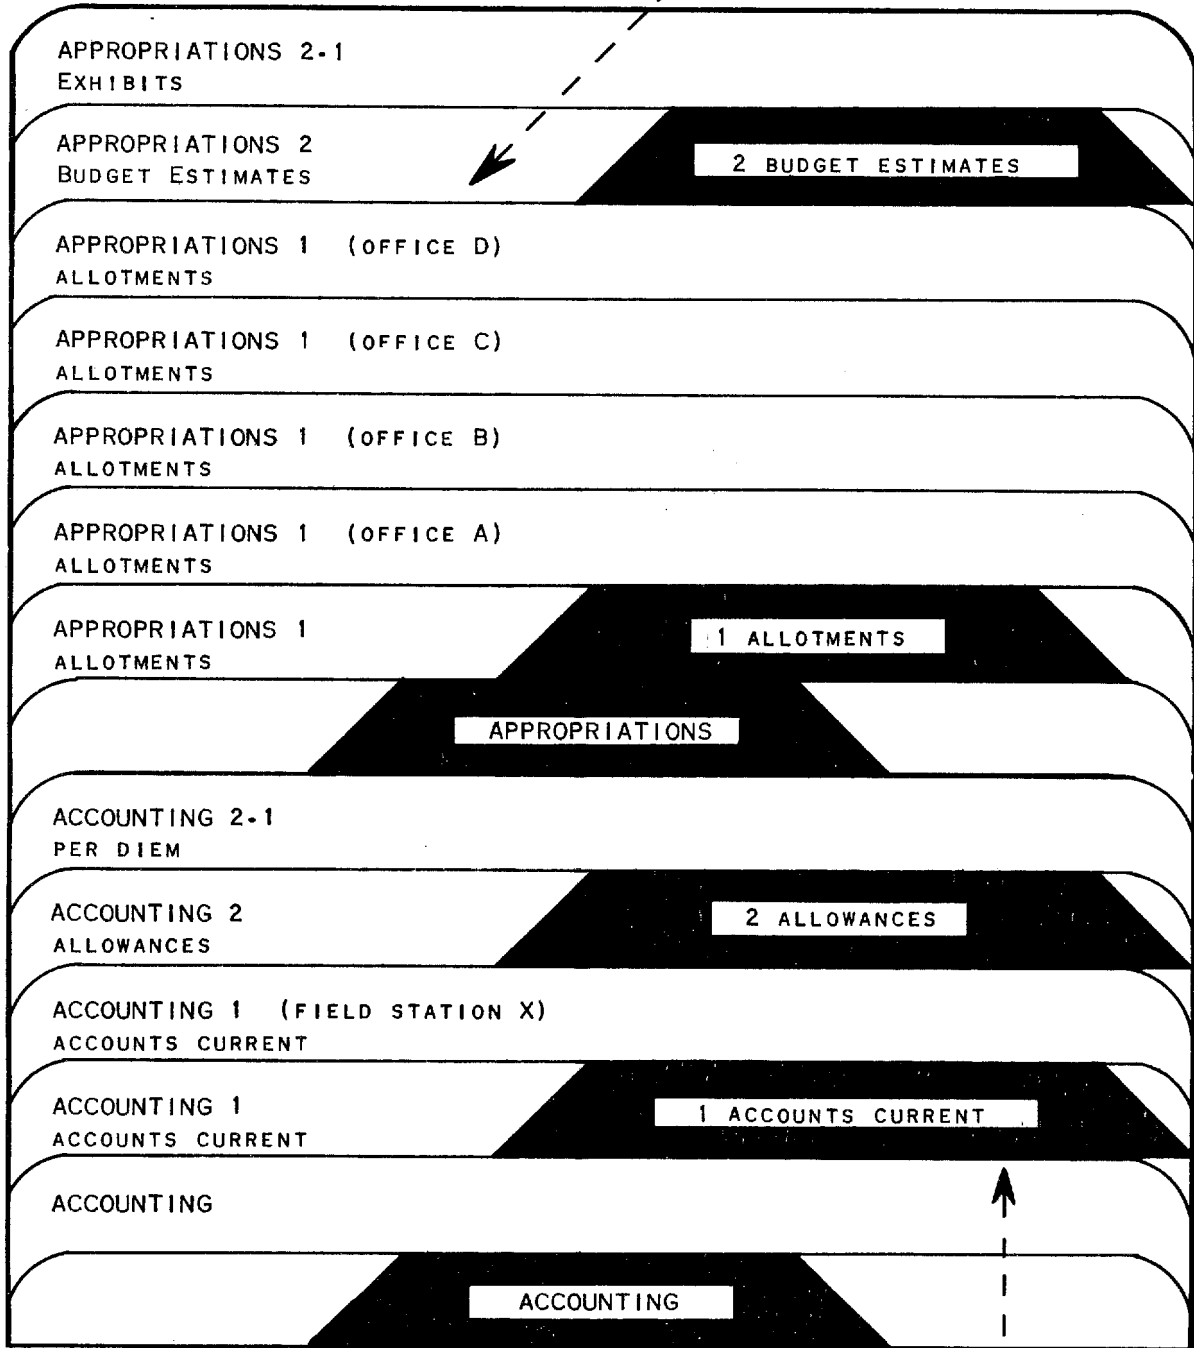 APPROPRIATIONS 2-1
EXHIBITS
APPROPRIATIONS 2
BUDGET ESTIMATES
2 BUDGET ESTIMATES
APPROPRIATIONS 1 (OFFICE D)
ALLOTMENTS
APPROPRIATIONS 1 (OFFICE C)
ALLOTMENTS
APPROPRIATIONS 1 (OFFICE B)
ALLOTMENTS
APPROPRIATIONS 1 (OFFICE A)
ALLOTMENTS
APPROPRIATIONS 1
ALLOTMENTS
1 ALLOTMENTS
APPROPRIATIONS
ACCOUNTING 2-1
PER DIEM
ACCOUNTING 2
ALLOWANCES
2 ALLOWANCES
ACCOUNTING 1 (FIELD STATION X)
ACCOUNTS CURRENT
ACCOUNTING 1
ACCOUNTS CURRENT
1 ACCOUNTS CURRENT
ACCOUNTING
ACCOUNTING